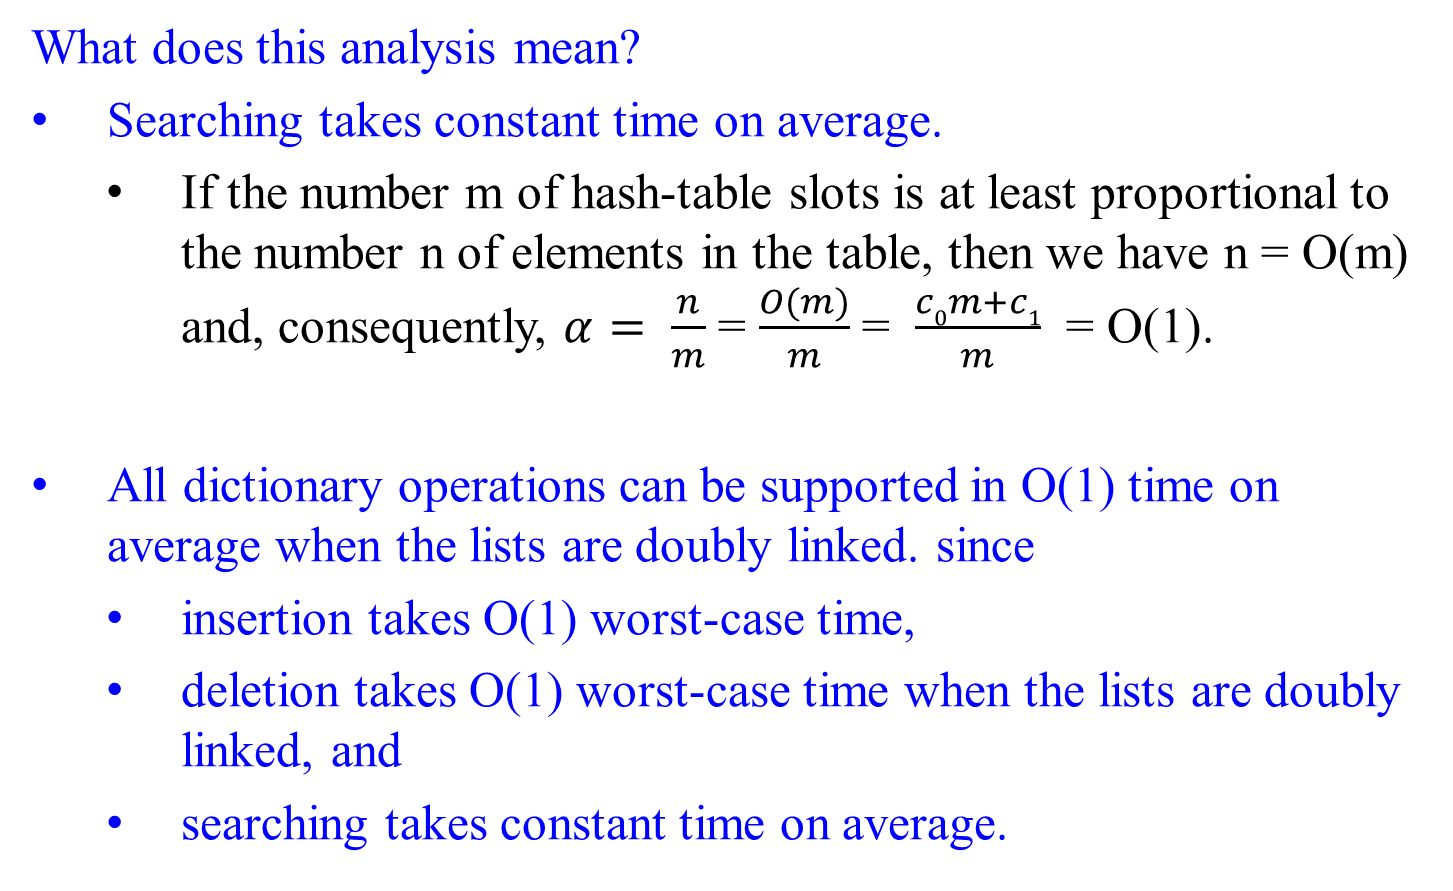 What does this analysis mean?
• Searching takes constant time on average.
• If the number m of hash-table slots is at least proportional to
the number n of elements in the table, then we have n = O(m)
and, consequently, α = n/m = O(m)/m = (c₀m+c₁)/m = O(1).
• All dictionary operations can be supported in O(1) time on
average when the lists are doubly linked. since
• insertion takes O(1) worst-case time,
• deletion takes O(1) worst-case time when the lists are doubly
linked, and
• searching takes constant time on average.